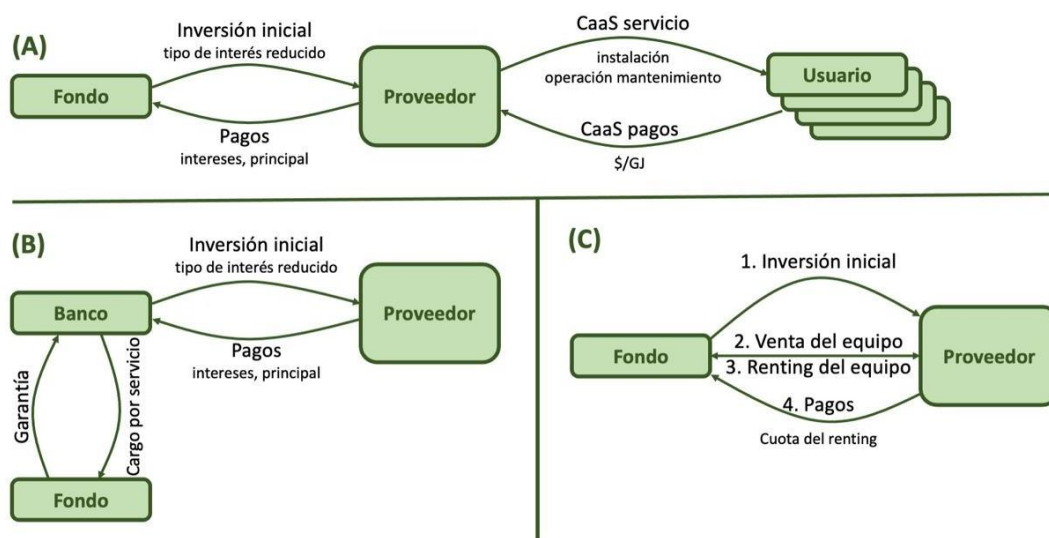 (A)
Inversión inicial
tipo de interés reducido
Fondo
Proveedor
Pagos
intereses, principal
CaaS servicio
instalación
operación mantenimiento
Usuario
CaaS pagos
$/GJ
(B)
Inversión inicial
tipo de interés reducido
Banco
Proveedor
Pagos
intereses, principal
Garantía
Cargo por servicio
Fondo
(C)
1. Inversión inicial
Fondo
2. Venta del equipo
3. Renting del equipo
Proveedor
4. Pagos
Cuota del renting